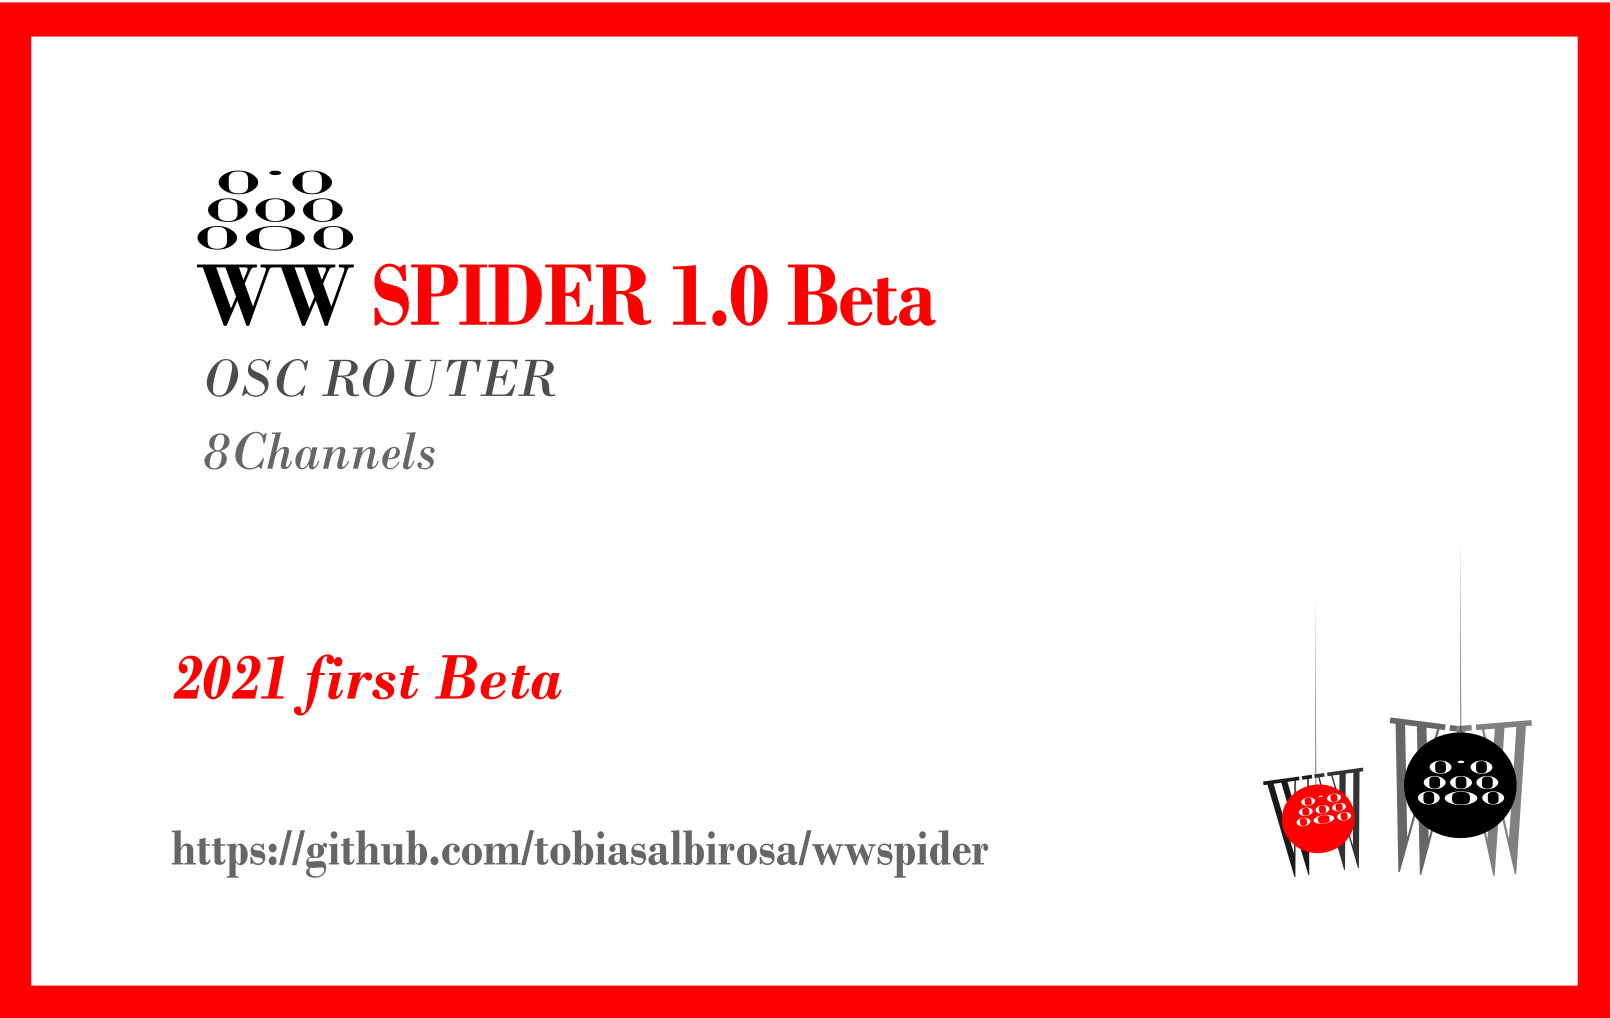 WW SPIDER 1.0 Beta
OSC ROUTER
8Channels
2021 first Beta
https://github.com/tobiasalbirosa/wwspider